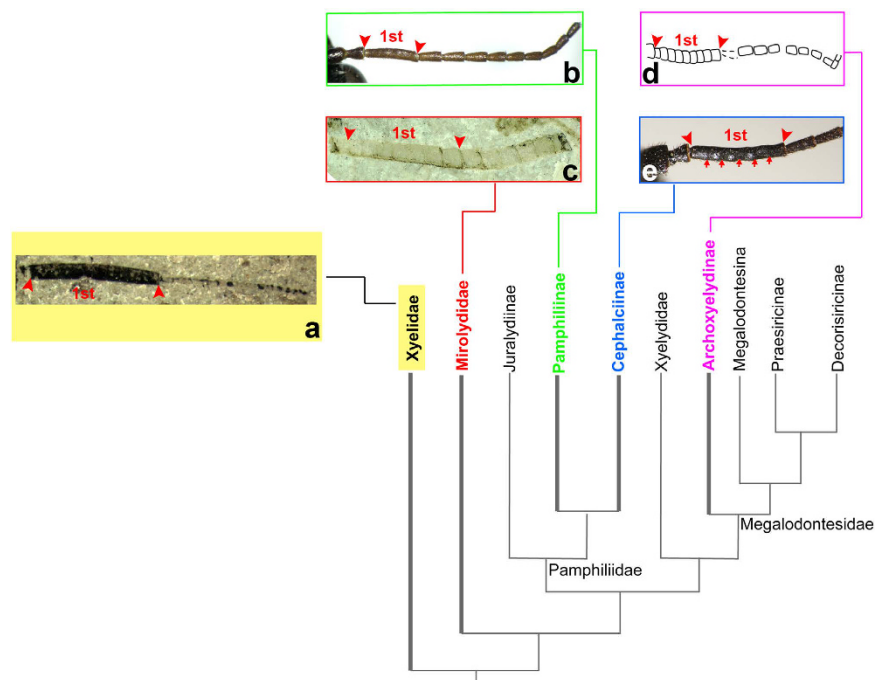 1st
b
1st
d
1st
c
1st
e
1st
a
Xyelidae
Mirolydidae
Juralydiinae
Pamphiliinae
Cephalciinae
Xyelydidae
Archoxyelydinae
Megalodontesina
Praesiricinae
Decorisiricinae
Megalodontesidae
Pamphiliidae